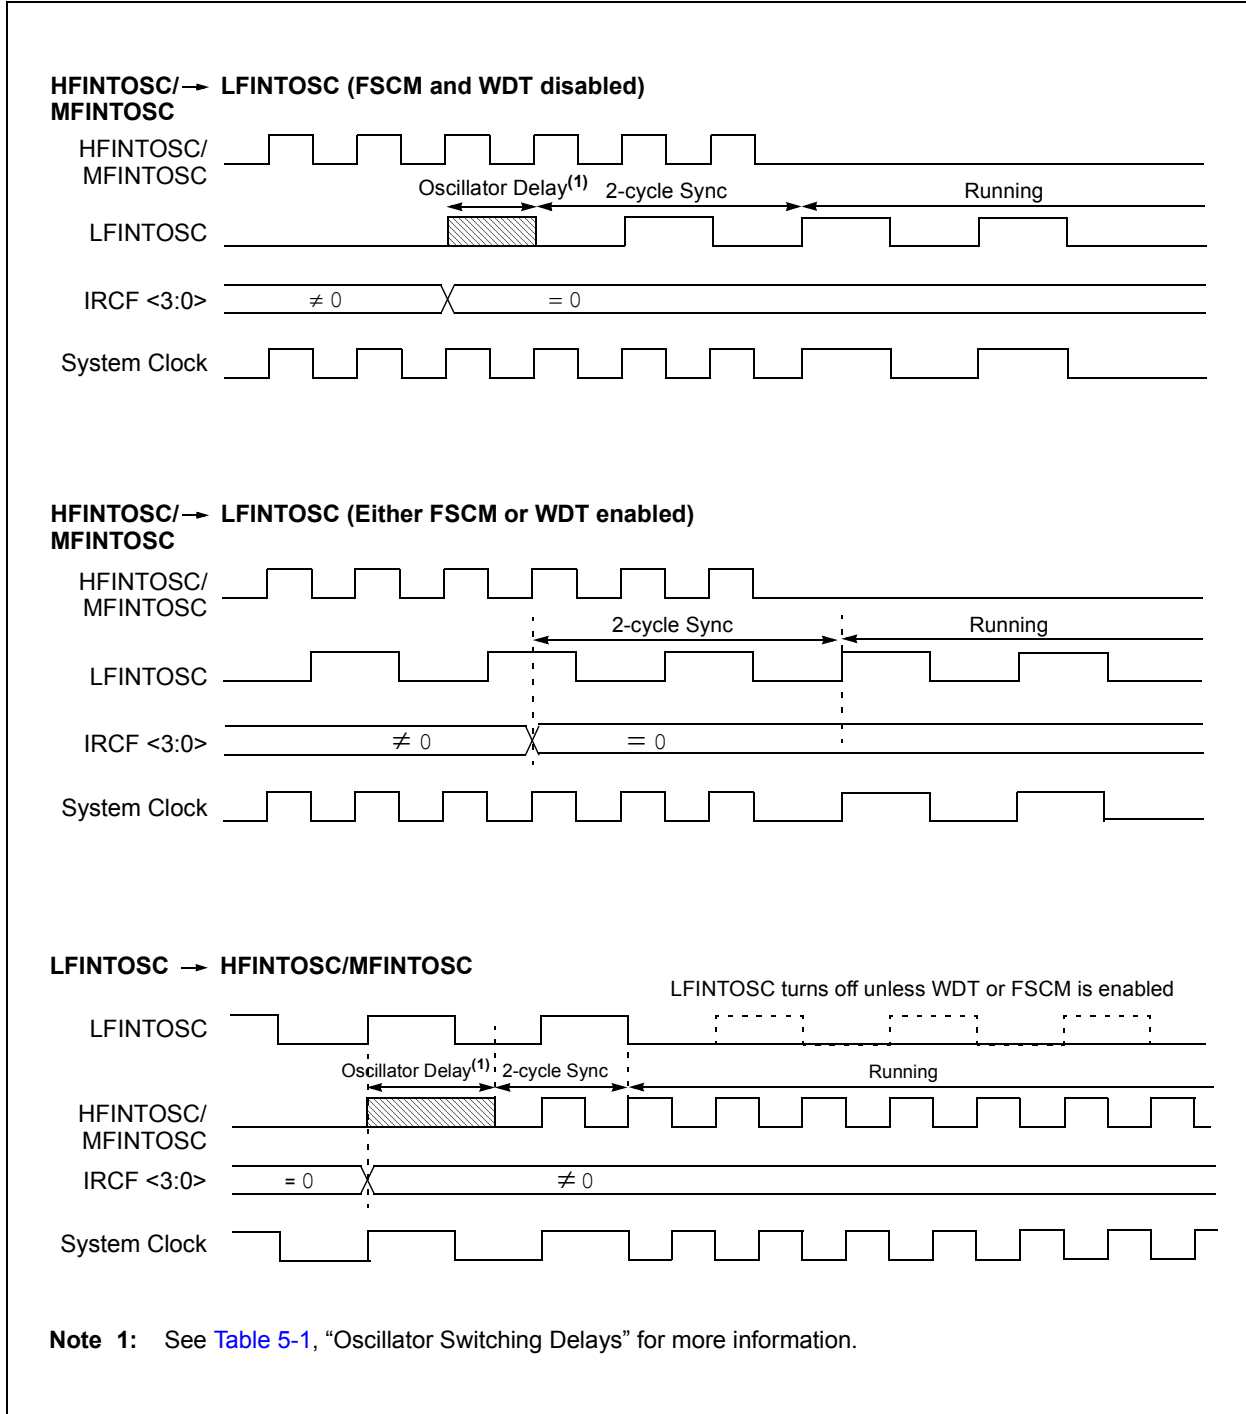 HFINTOSC/→ LFINTOSC (FSCM and WDT disabled)
MFINTOSC
HFINTOSC/
MFINTOSC
Oscillator Delay(1) 2-cycle Sync Running
LFINTOSC
IRCF <3:0> ≠ 0 = 0
System Clock
HFINTOSC/→ LFINTOSC (Either FSCM or WDT enabled)
MFINTOSC
HFINTOSC/
MFINTOSC
2-cycle Sync Running
LFINTOSC
IRCF <3:0> ≠ 0 = 0
System Clock
LFINTOSC → HFINTOSC/MFINTOSC
LFINTOSC turns off unless WDT or FSCM is enabled
LFINTOSC
Oscillator Delay(1) 2-cycle Sync Running
HFINTOSC/
MFINTOSC
IRCF <3:0> = 0 ≠ 0
System Clock
Note 1: See Table 5-1, “Oscillator Switching Delays” for more information.